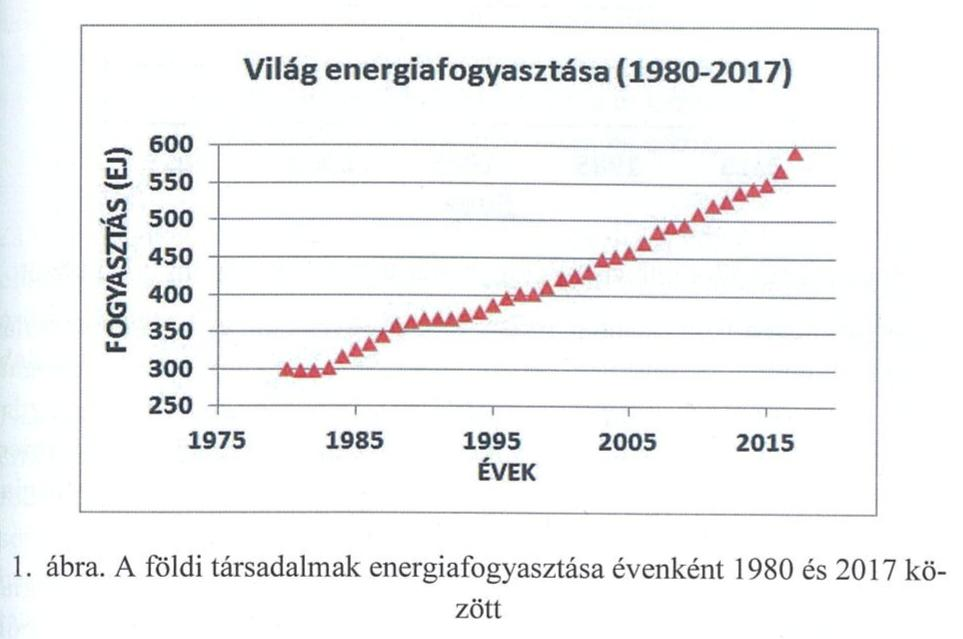 Világ energiafogyasztása (1980-2017)
FOGYASZTÁS (EJ)
600
550
500
450
400
350
300
250
1975 1985 1995 2005 2015
ÉVEK
1. ábra. A földi társadalmak energiafogyasztása évenként 1980 és 2017 kö-
zött